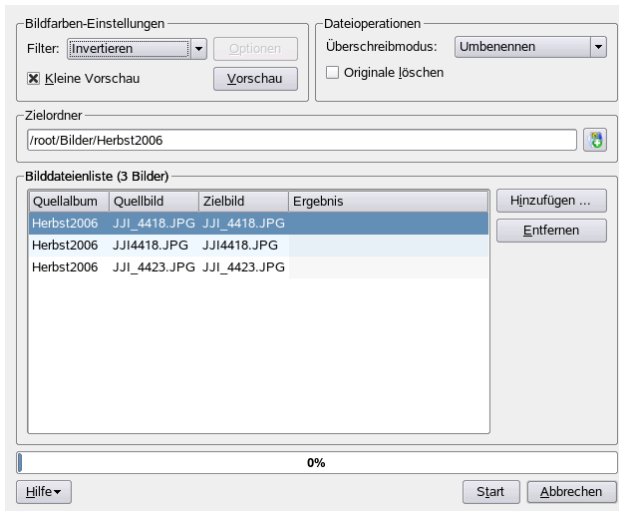 Bildfarben-Einstellungen
Filter: Invertieren Optionen
Kleine Vorschau Vorschau
Dateioperationen
Überschreibmodus: Umbenennen
Originale löschen
Zielordner
/root/Bilder/Herbst2006
Bilddateienliste (3 Bilder)
Quellalbum Quellbild Zielbild Ergebnis
Herbst2006 JJI_4418.JPG JJI_4418.JPG
Herbst2006 JJI4418.JPG JJI4418.JPG
Herbst2006 JJI_4423.JPG JJI_4423.JPG
Hinzufügen ...
Entfernen
0%
Hilfe Start Abbrechen